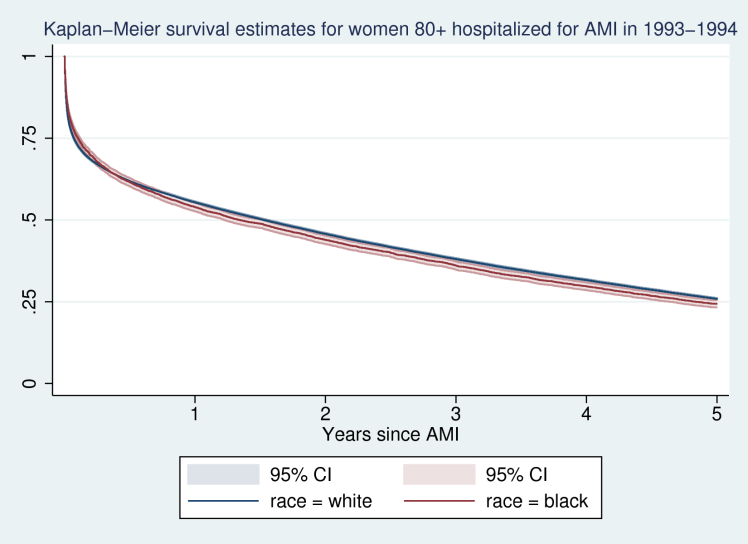 Kaplan–Meier survival estimates for women 80+ hospitalized for AMI in 1993–1994
1
.75
.5
.25
0
1 2 3 4 5
Years since AMI
95% CI 95% CI
race = white race = black